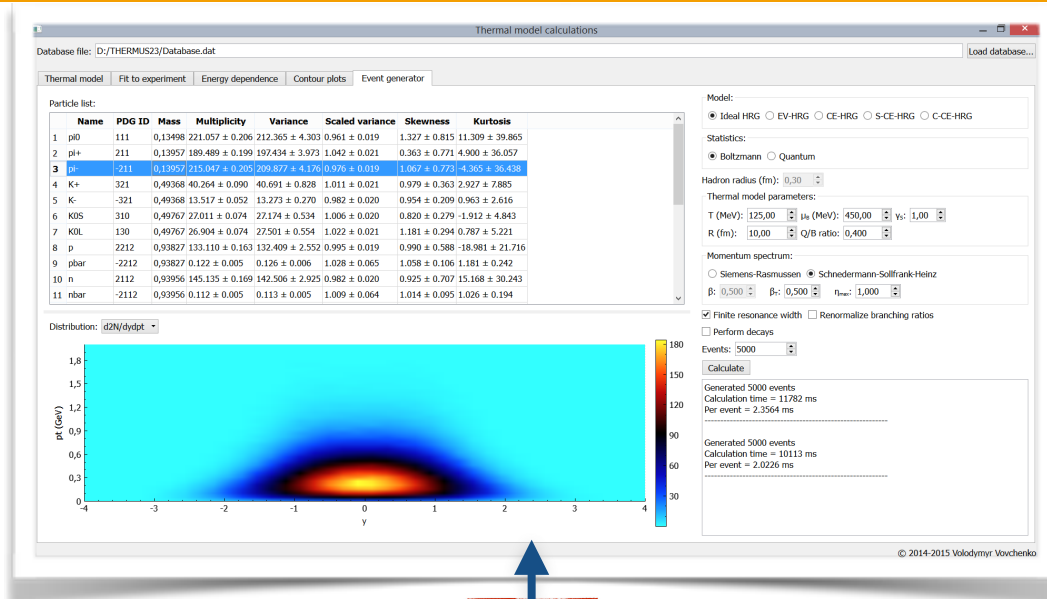 Thermal model calculations
Database file: D:/THERMUS23/Database.dat Load database...
Thermal model Fit to experiment Energy dependence Contour plots Event generator
Particle list:
Name PDG ID Mass Multiplicity Variance Scaled variance Skewness Kurtosis
1 pi0 111 0,13498 221.057 ± 0.206 212.365 ± 4.303 0.961 ± 0.019 1.327 ± 0.815 11.309 ± 39.865
2 pi+ 211 0,13957 189.489 ± 0.199 197.434 ± 3.973 1.042 ± 0.021 0.363 ± 0.771 4.900 ± 36.057
3 pi- -211 0,13957 215.047 ± 0.205 209.877 ± 4.176 0.976 ± 0.019 1.067 ± 0.773 -4.365 ± 36.438
4 K+ 321 0,49368 40.264 ± 0.090 40.691 ± 0.828 1.011 ± 0.021 0.979 ± 0.363 2.927 ± 7.885
5 K- -321 0,49368 13.517 ± 0.052 13.273 ± 0.270 0.982 ± 0.020 0.954 ± 0.209 0.963 ± 2.616
6 K0S 310 0,49767 27.011 ± 0.074 27.174 ± 0.534 1.006 ± 0.020 0.820 ± 0.279 -1.912 ± 4.843
7 K0L 130 0,49767 26.904 ± 0.074 27.501 ± 0.554 1.022 ± 0.021 1.181 ± 0.294 0.787 ± 5.221
8 p 2212 0,93827 133.110 ± 0.163 132.409 ± 2.552 0.995 ± 0.019 0.990 ± 0.588 -18.981 ± 21.716
9 pbar -2212 0,93827 0.122 ± 0.005 0.126 ± 0.006 1.028 ± 0.065 1.058 ± 0.106 1.181 ± 0.242
10 n 2112 0,93956 145.135 ± 0.169 142.506 ± 2.925 0.982 ± 0.020 0.925 ± 0.707 15.168 ± 30.243
11 nbar -2112 0,93956 0.112 ± 0.005 0.113 ± 0.005 1.009 ± 0.064 1.014 ± 0.095 1.026 ± 0.194
Distribution: d2N/dydpt
pt (GeV)
1,8
1,5
1,2
0,9
0,6
0,3
0
-4 -3 -2 -1 0 1 2 3 4
y
180
150
120
90
60
30
Model:
Ideal HRG EV-HRG CE-HRG S-CE-HRG C-CE-HRG
Statistics:
Boltzmann Quantum
Hadron radius (fm): 0,30
Thermal model parameters:
T (MeV): 125,00 μB (MeV): 450,00 γS: 1,00
R (fm): 10,00 Q/B ratio: 0,400
Momentum spectrum:
Siemens-Rasmussen Schnedermann-Sollfrank-Heinz
β: 0,500 βT: 0,500 ηmax: 1,000
Finite resonance width Renormalize branching ratios
Perform decays
Events: 5000
Calculate
Generated 5000 events
Calculation time = 11782 ms
Per event = 2.3564 ms
----------------------------------------------------------
Generated 5000 events
Calculation time = 10113 ms
Per event = 2.0226 ms
----------------------------------------------------------
© 2014-2015 Volodymyr Vovchenko